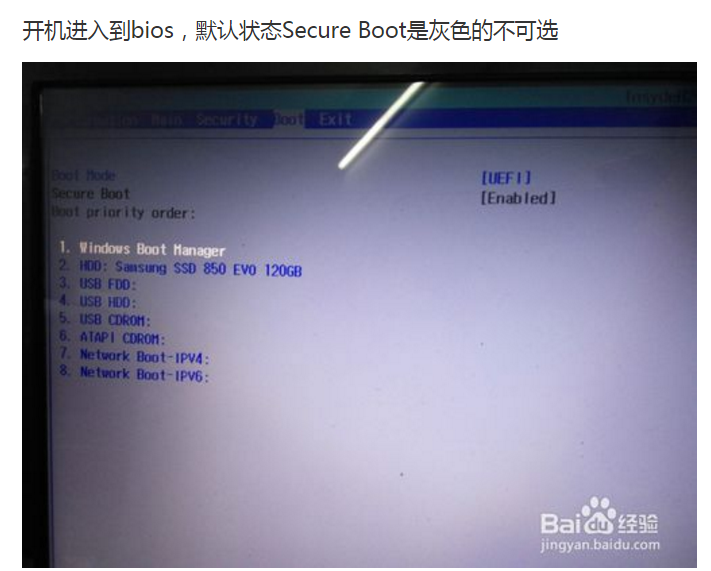 开机进入到bios，默认状态Secure Boot是灰色的不可选
Main Security Boot Exit
Boot Mode [UEFI]
Secure Boot [Enabled]
Boot priority order:
1. Windows Boot Manager
2. HDD: Samsung SSD 850 EVO 120GB
3. USB FDD:
4. USB HDD:
5. USB CDROM:
6. ATAPI CDROM:
7. Network Boot-IPV4:
8. Network Boot-IPV6:
Bai du 经验
jingyan.baidu.com